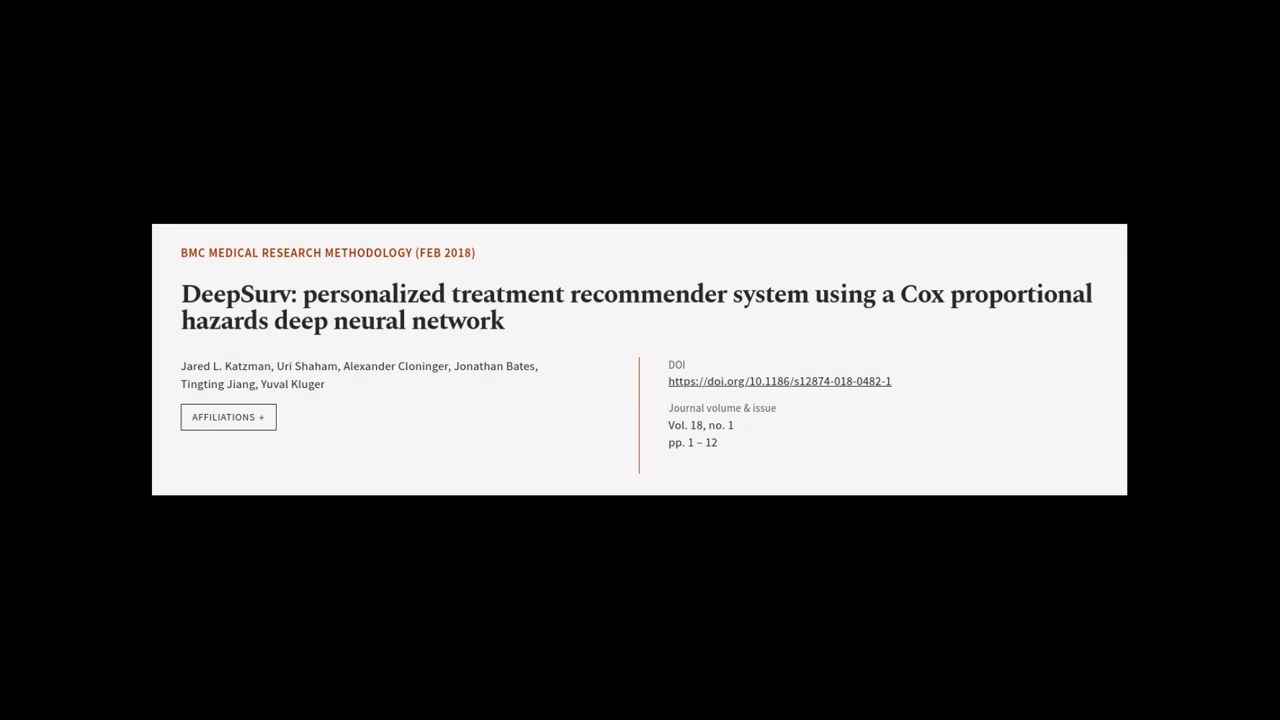 BMC MEDICAL RESEARCH METHODOLOGY (FEB 2018)
DeepSurv: personalized treatment recommender system using a Cox proportional
hazards deep neural network
Jared L. Katzman, Uri Shaham, Alexander Cloninger, Jonathan Bates,
Tingting Jiang, Yuval Kluger
AFFILIATIONS +
DOI
https://doi.org/10.1186/s12874-018-0482-1
Journal volume & issue
Vol. 18, no. 1
pp. 1 – 12